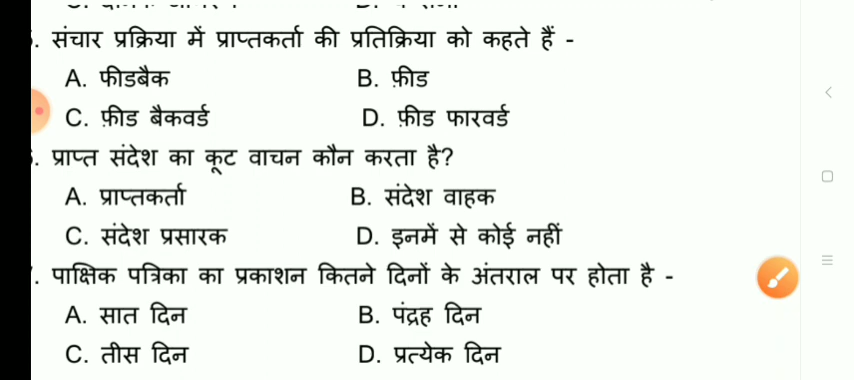 . संचार प्रक्रिया में प्राप्तकर्ता की प्रतिक्रिया को कहते हैं -
A. फीडबैक B. फ़ीड
C. फ़ीड बैकवर्ड D. फ़ीड फारवर्ड
. प्राप्त संदेश का कूट वाचन कौन करता है?
A. प्राप्तकर्ता B. संदेश वाहक
C. संदेश प्रसारक D. इनमें से कोई नहीं
. पाक्षिक पत्रिका का प्रकाशन कितने दिनों के अंतराल पर होता है -
A. सात दिन B. पंद्रह दिन
C. तीस दिन D. प्रत्येक दिन